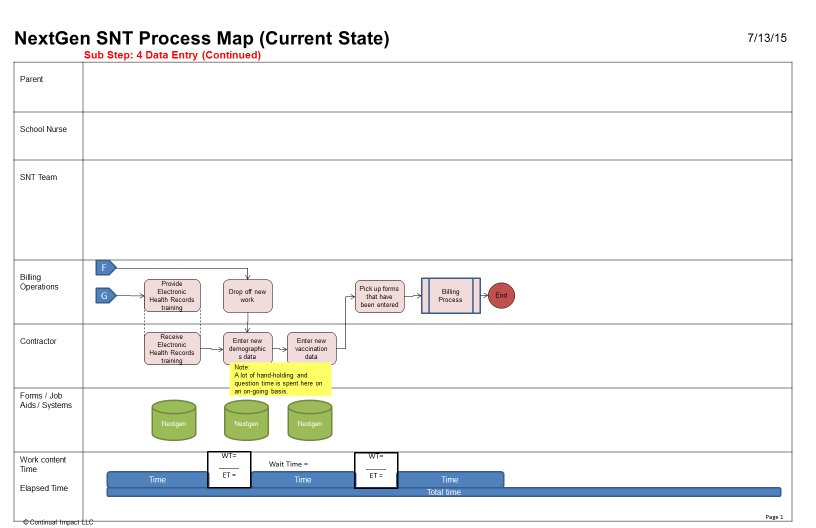 NextGen SNT Process Map (Current State)
7/13/15
Sub Step: 4 Data Entry (Continued)
Parent
School Nurse
SNT Team
Billing
Operations
F
G
Provide
Electronic
Health Records
training
Drop off new
work
Pick up forms
that have
been entered
Billing
Process
End
Contractor
Receive
Electronic
Health Records
training
Enter new
demographic
s data
Enter new
vaccination
data
Note:
A lot of hand-holding and
question time is spent here on
an on-going basis.
Forms / Job
Aids / Systems
Nextgen
Nextgen
Nextgen
Work content
Time
Elapsed Time
WT=
ET =
Wait Time =
WT=
ET =
Time
Time
Time
Total time
Page 1
© Continual Impact LLC